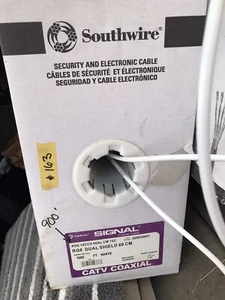 Southwire®
SECURITY AND ELECTRONIC CABLE
CÂBLES DE SÉCURITÉ ET ÉLECTRONIQUE
SEGURIDAD Y CABLE ELECTRÓNICO
# 163
900'
SIGNAL
RG6 DUAL SHIELD 60 CM
FT WHITE
CATV COAXIAL